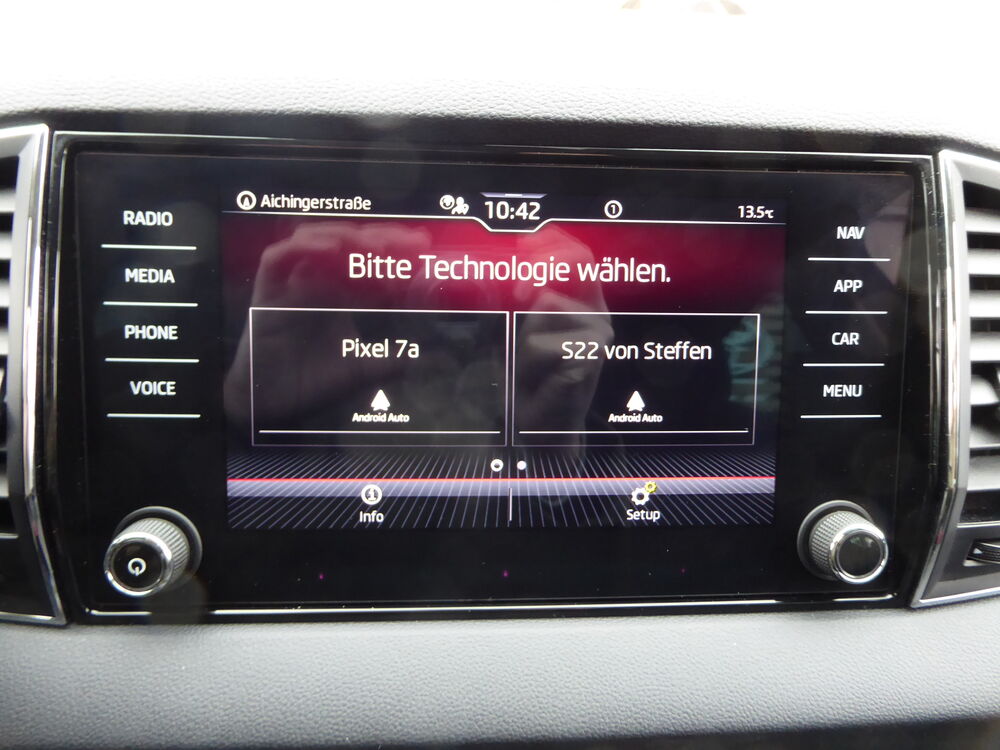 Aichingerstraße
10:42
1
13.5°C
RADIO
MEDIA
PHONE
VOICE
Bitte Technologie wählen.
Pixel 7a
Android Auto
S22 von Steffen
Android Auto
Info
Setup
NAV
APP
CAR
MENU